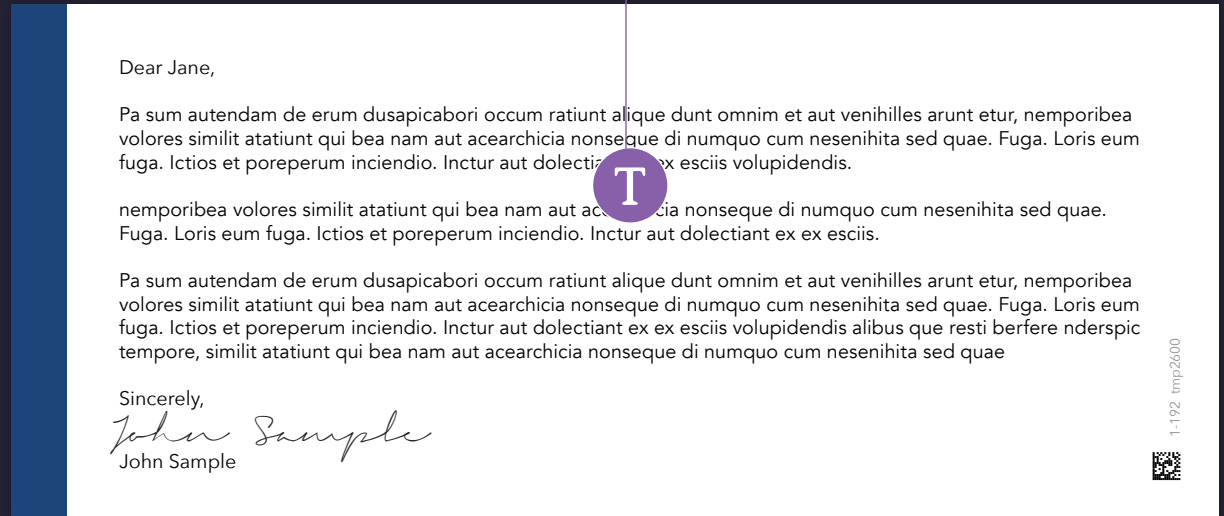 Dear Jane,
Pa sum autendam de erum dusapicabori occum ratiunt alique dunt omnim et aut venihilles arunt etur, nemporibea
volores similit atatiunt qui bea nam aut acearchicia nonseque di numquo cum nesenihita sed quae. Fuga. Loris eum
fuga. Ictios et poreperum inciendio. Inctur aut ex esciis volupidendis.
T
nemporibea volores similit atatiunt qui bea nam aut nonseque di numquo cum nesenihita sed quae.
Fuga. Loris eum fuga. Ictios et poreperum inciendio. Inctur aut dolectiant ex ex esciis.
Pa sum autendam de erum dusapicabori occum ratiunt alique dunt omnim et aut venihilles arunt etur, nemporibea
volores similit atatiunt qui bea nam aut acearchicia nonseque di numquo cum nesenihita sed quae. Fuga. Loris eum
fuga. Ictios et poreperum inciendio. Inctur aut dolectiant ex ex esciis volupidendis alibus que resti berfere nderspic
tempore, similit atatiunt qui bea nam aut acearchicia nonseque di numquo cum nesenihita sed quae
Sincerely,
John Sample
John Sample
1-192 tmp2600